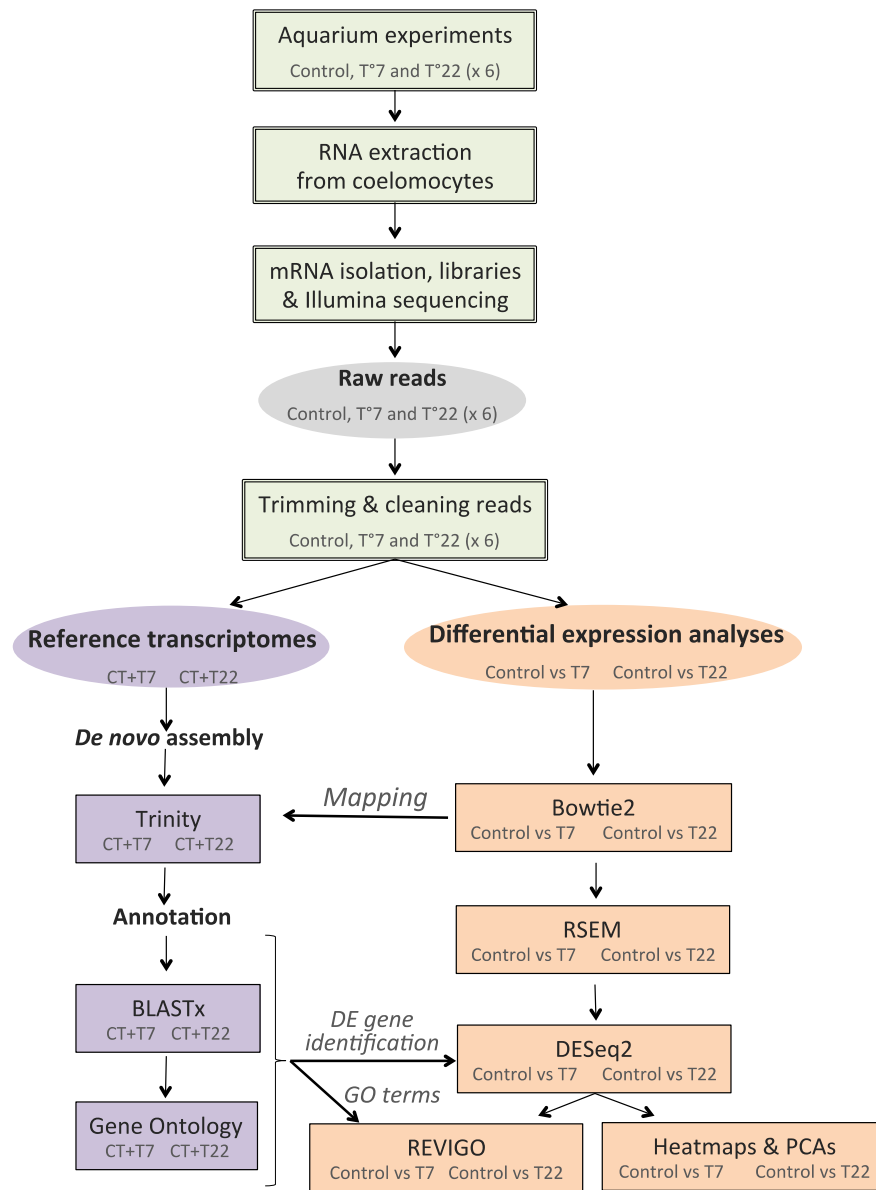 Aquarium experiments
Control, T°7 and T°22 (x 6)
RNA extraction
from coelomocytes
mRNA isolation, libraries
& Illumina sequencing
Raw reads
Control, T°7 and T°22 (x 6)
Trimming & cleaning reads
Control, T°7 and T°22 (x 6)
Reference transcriptomes
CT+T7 CT+T22
De novo assembly
Trinity
CT+T7 CT+T22
Annotation
BLASTx
CT+T7 CT+T22
Gene Ontology
CT+T7 CT+T22
Differential expression analyses
Control vs T7 Control vs T22
Mapping
Bowtie2
Control vs T7 Control vs T22
RSEM
Control vs T7 Control vs T22
DE gene
identification
DESeq2
Control vs T7 Control vs T22
GO terms
REVIGO
Control vs T7 Control vs T22
Heatmaps & PCAs
Control vs T7 Control vs T22